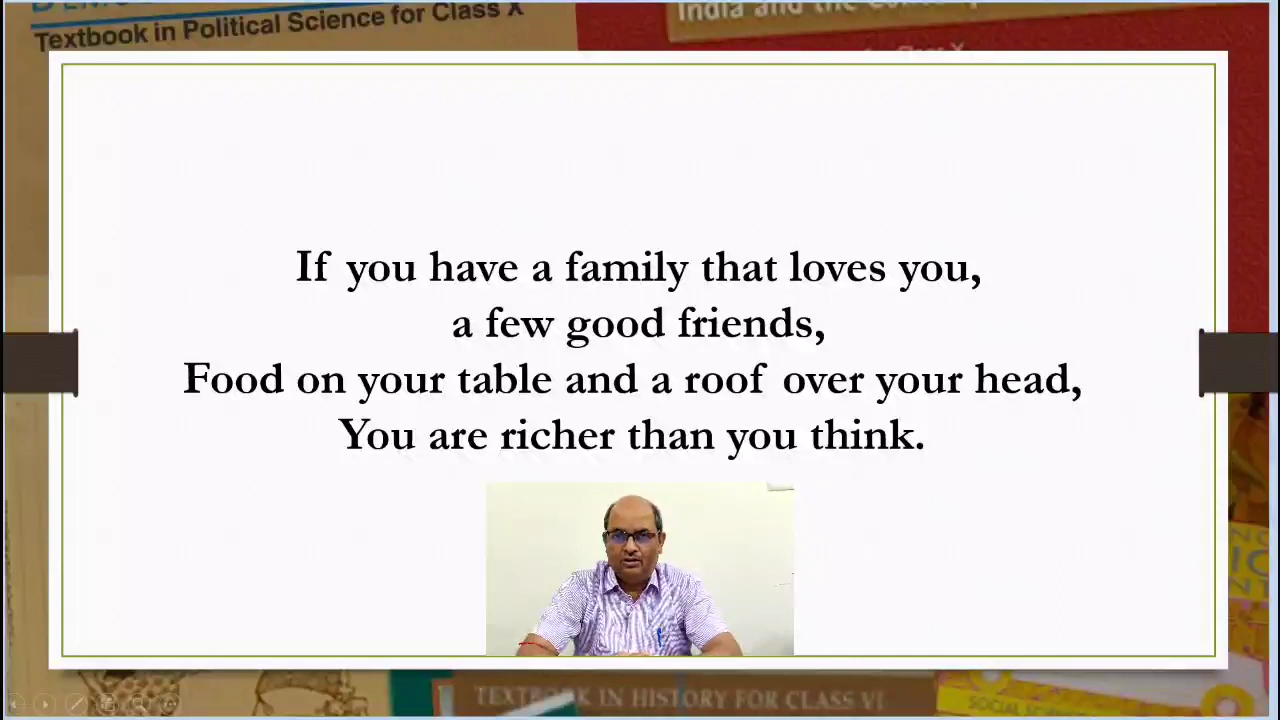 Textbook in Political Science for Class X
India and the
If you have a family that loves you,
a few good friends,
Food on your table and a roof over your head,
You are richer than you think.
TEXTBOOK IN HISTORY FOR CLASS VI
SOCIAL